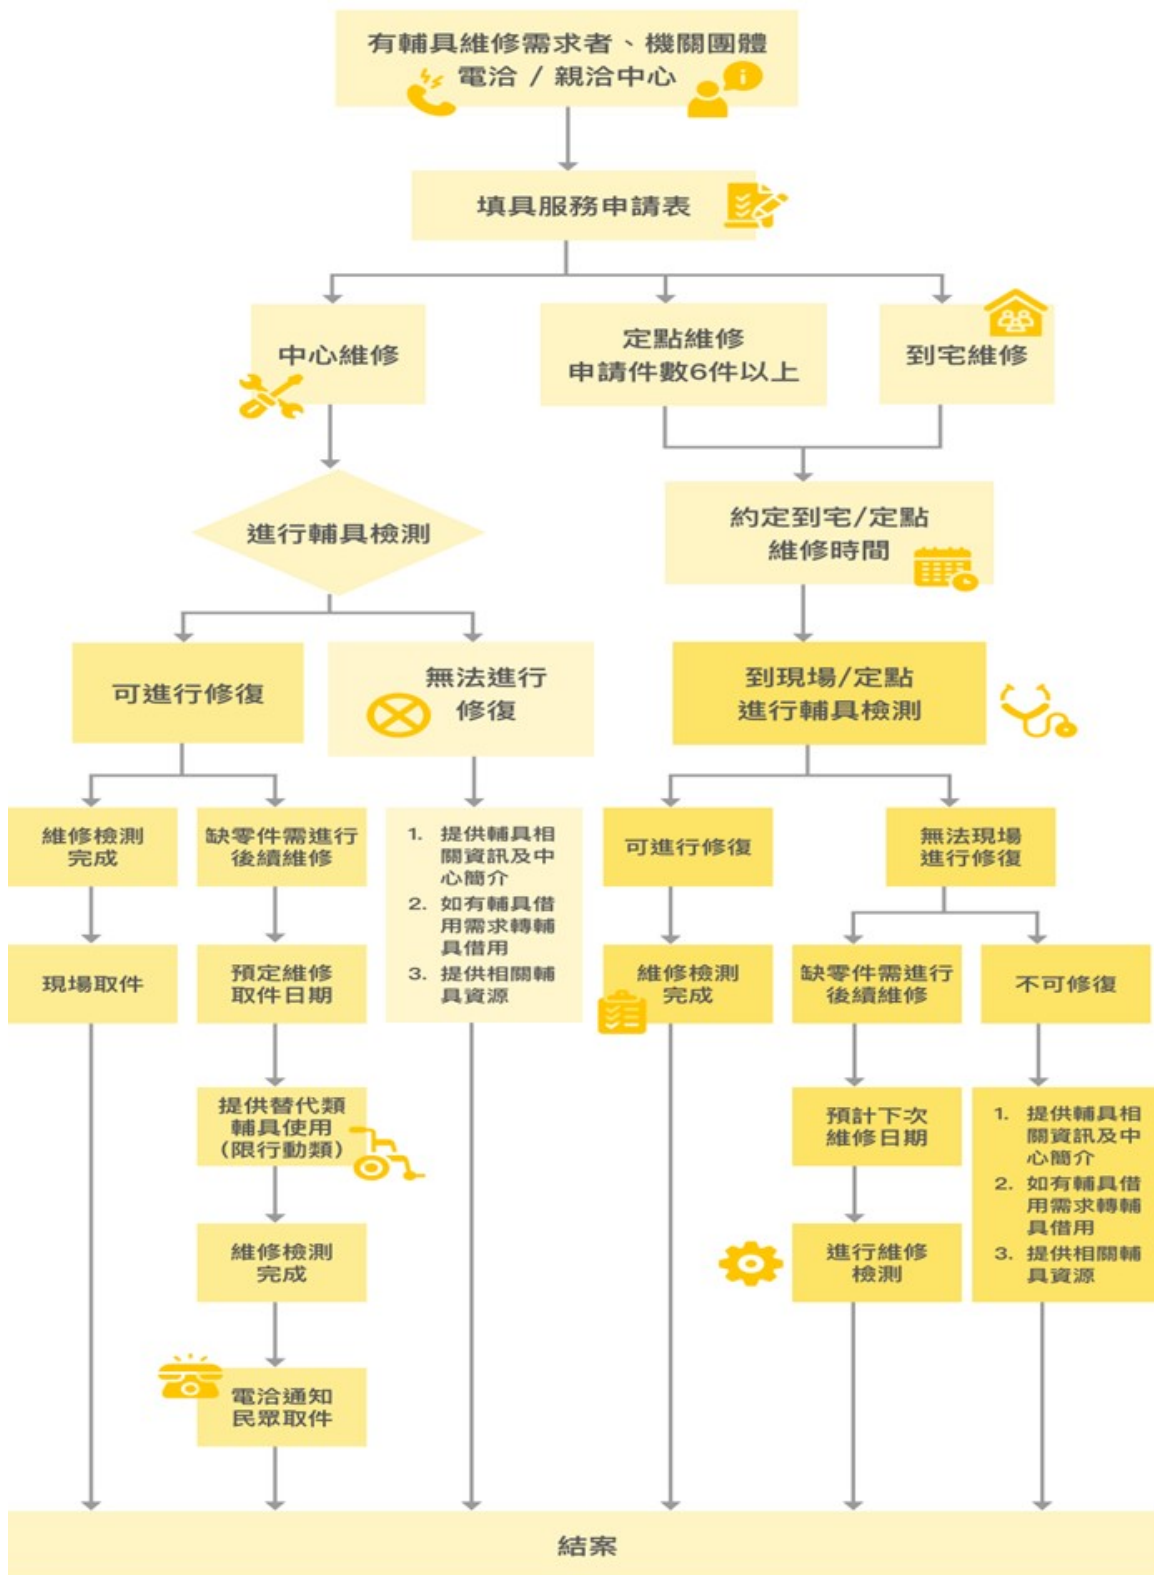 有輔具維修需求者、機關團體
電洽 / 親洽中心
填具服務申請表
中心維修
定點維修
申請件數6件以上
到宅維修
進行輔具檢測
約定到宅/定點
維修時間
可進行修復
無法進行
修復
到現場/定點
進行輔具檢測
維修檢測
完成
缺零件需進行
後續維修
1. 提供輔具相
關資訊及中
心簡介
2. 如有輔具借
用需求轉輔
具借用
3. 提供相關輔
具資源
可進行修復
無法現場
進行修復
現場取件
預定維修
取件日期
維修檢測
完成
缺零件需進行
後續維修
不可修復
提供替代類
輔具使用
(限行動類)
預計下次
維修日期
1. 提供輔具相
關資訊及中
心簡介
2. 如有輔具借
用需求轉輔
具借用
3. 提供相關輔
具資源
維修檢測
完成
進行維修
檢測
電洽通知
民眾取件
結案